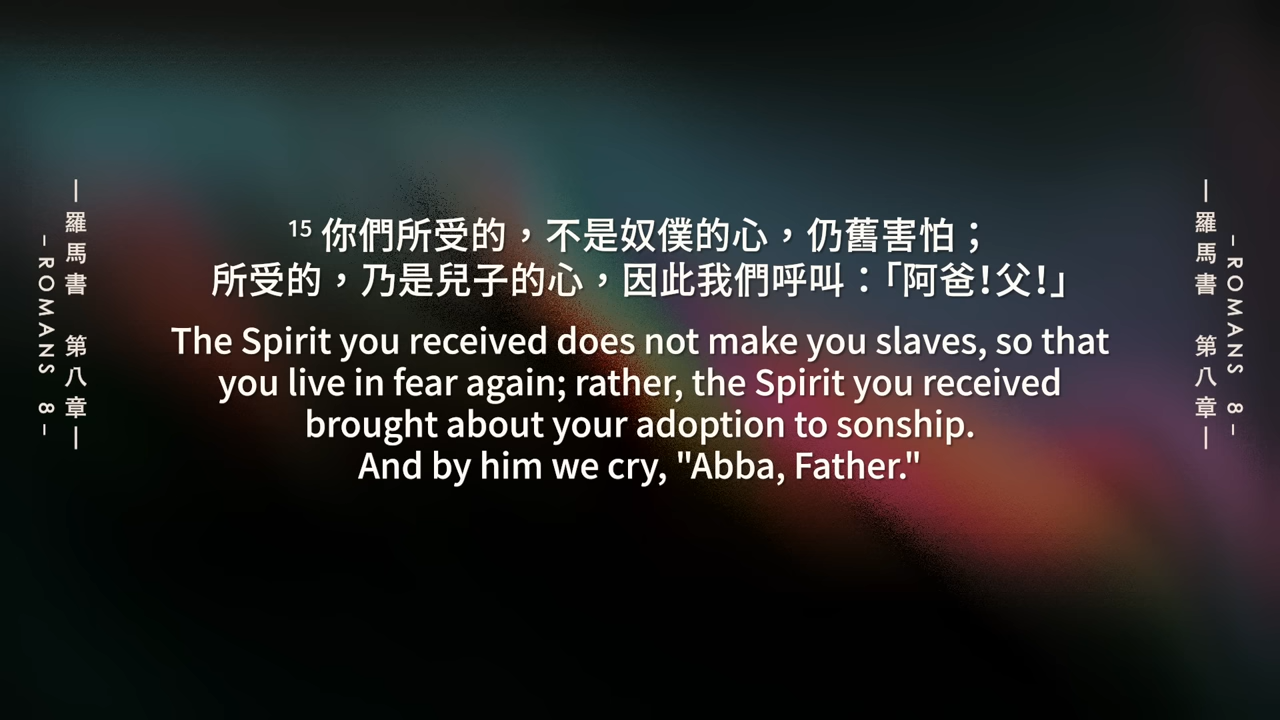 ｜羅馬書 第八章｜
– ROMANS 8 –
15 你們所受的，不是奴僕的心，仍舊害怕；
所受的，乃是兒子的心，因此我們呼叫：「阿爸！父！」
The Spirit you received does not make you slaves, so that
you live in fear again; rather, the Spirit you received
brought about your adoption to sonship.
And by him we cry, "Abba, Father."
｜羅馬書 第八章｜
– ROMANS 8 –